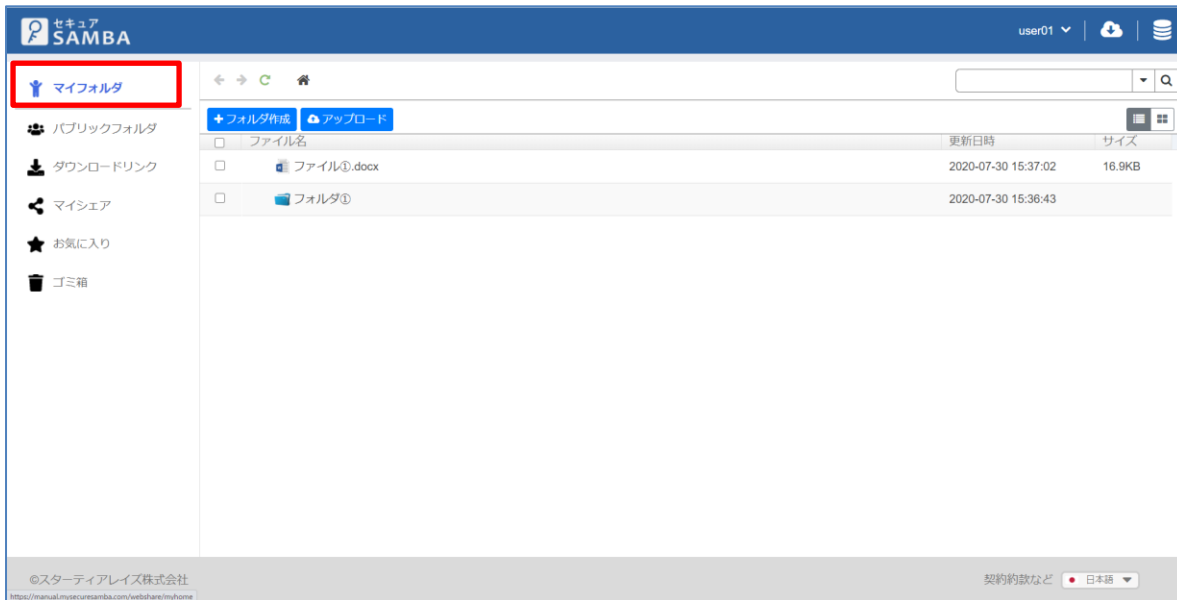 セキュア
SAMBA
user01
マイフォルダ
パブリックフォルダ
ダウンロードリンク
マイシェア
お気に入り
ゴミ箱
+フォルダ作成 アップロード
ファイル名 更新日時 サイズ
ファイル①.docx 2020-07-30 15:37:02 16.9KB
フォルダ① 2020-07-30 15:36:43
©スターティアレイズ株式会社 契約約款など 日本語
https://manual.mysecuresamba.com/webshare/myhome